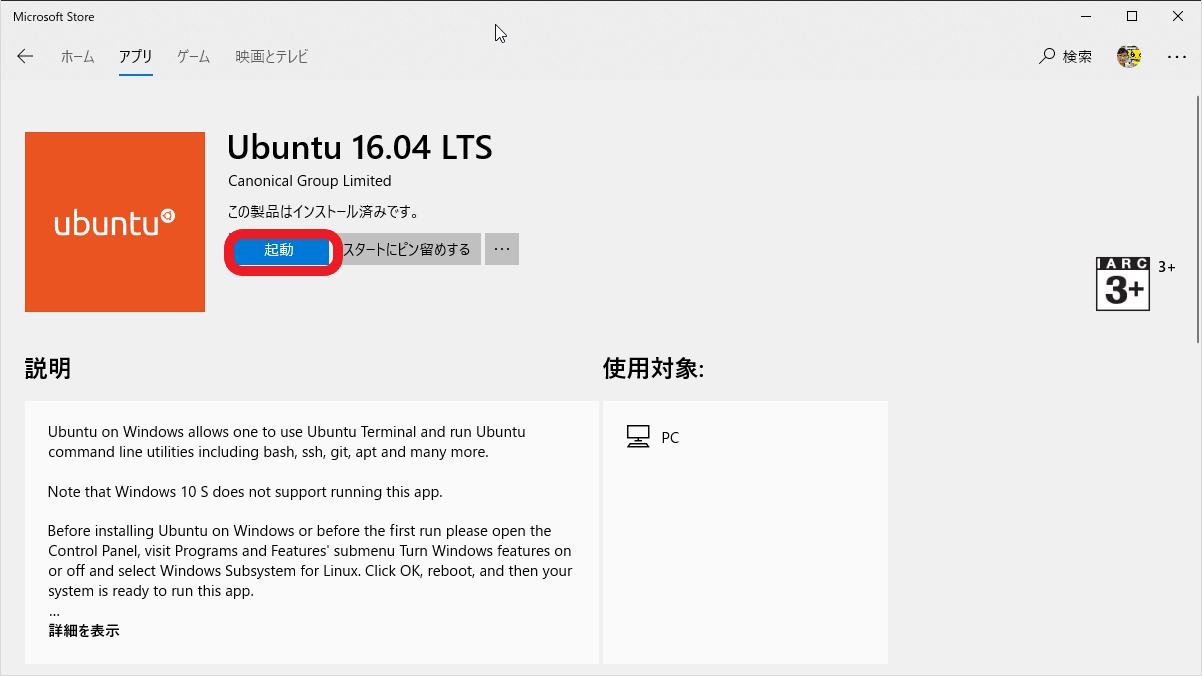 Microsoft Store
ホーム アプリ ゲーム 映画とテレビ 検索
Ubuntu 16.04 LTS
Canonical Group Limited
ubuntu
この製品はインストール済みです。
起動 スタートにピン留めする ...
IARC
3+ 3+
説明
使用対象:
Ubuntu on Windows allows one to use Ubuntu Terminal and run Ubuntu
command line utilities including bash, ssh, git, apt and many more.
Note that Windows 10 S does not support running this app.
Before installing Ubuntu on Windows or before the first run please open the
Control Panel, visit Programs and Features' submenu Turn Windows features on
or off and select Windows Subsystem for Linux. Click OK, reboot, and then your
system is ready to run this app.
...
詳細を表示
PC